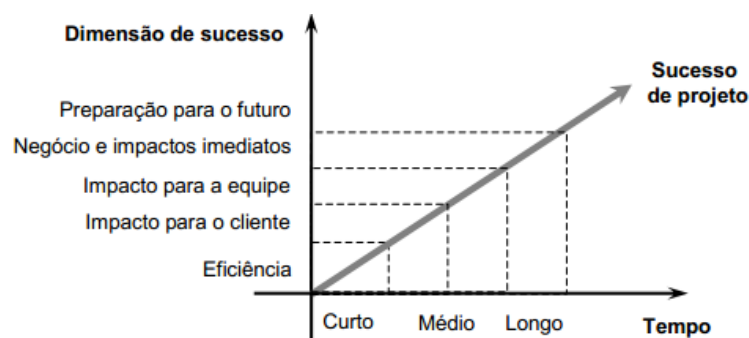 Dimensão de sucesso
Sucesso
de projeto
Preparação para o futuro
Negócio e impactos imediatos
Impacto para a equipe
Impacto para o cliente
Eficiência
Curto
Médio
Longo
Tempo